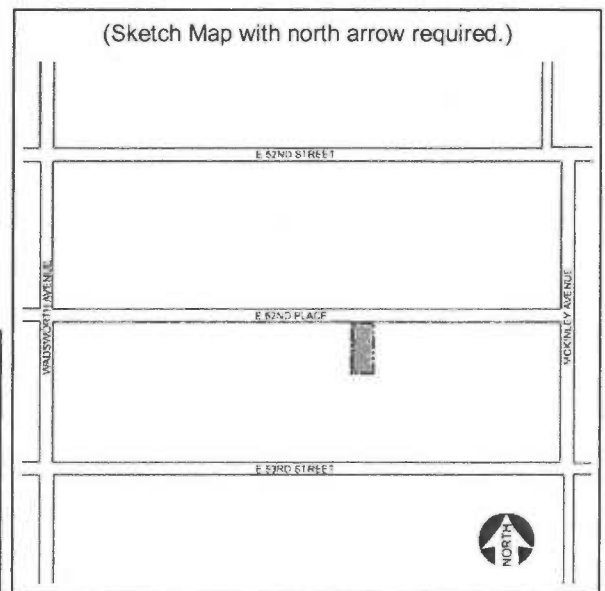 (Sketch Map with north arrow required.)
E 52ND STREET
WADSWORTH AVENUE
MCKINLEY AVENUE
E 52ND PLACE
E 53RD STREET
NORTH